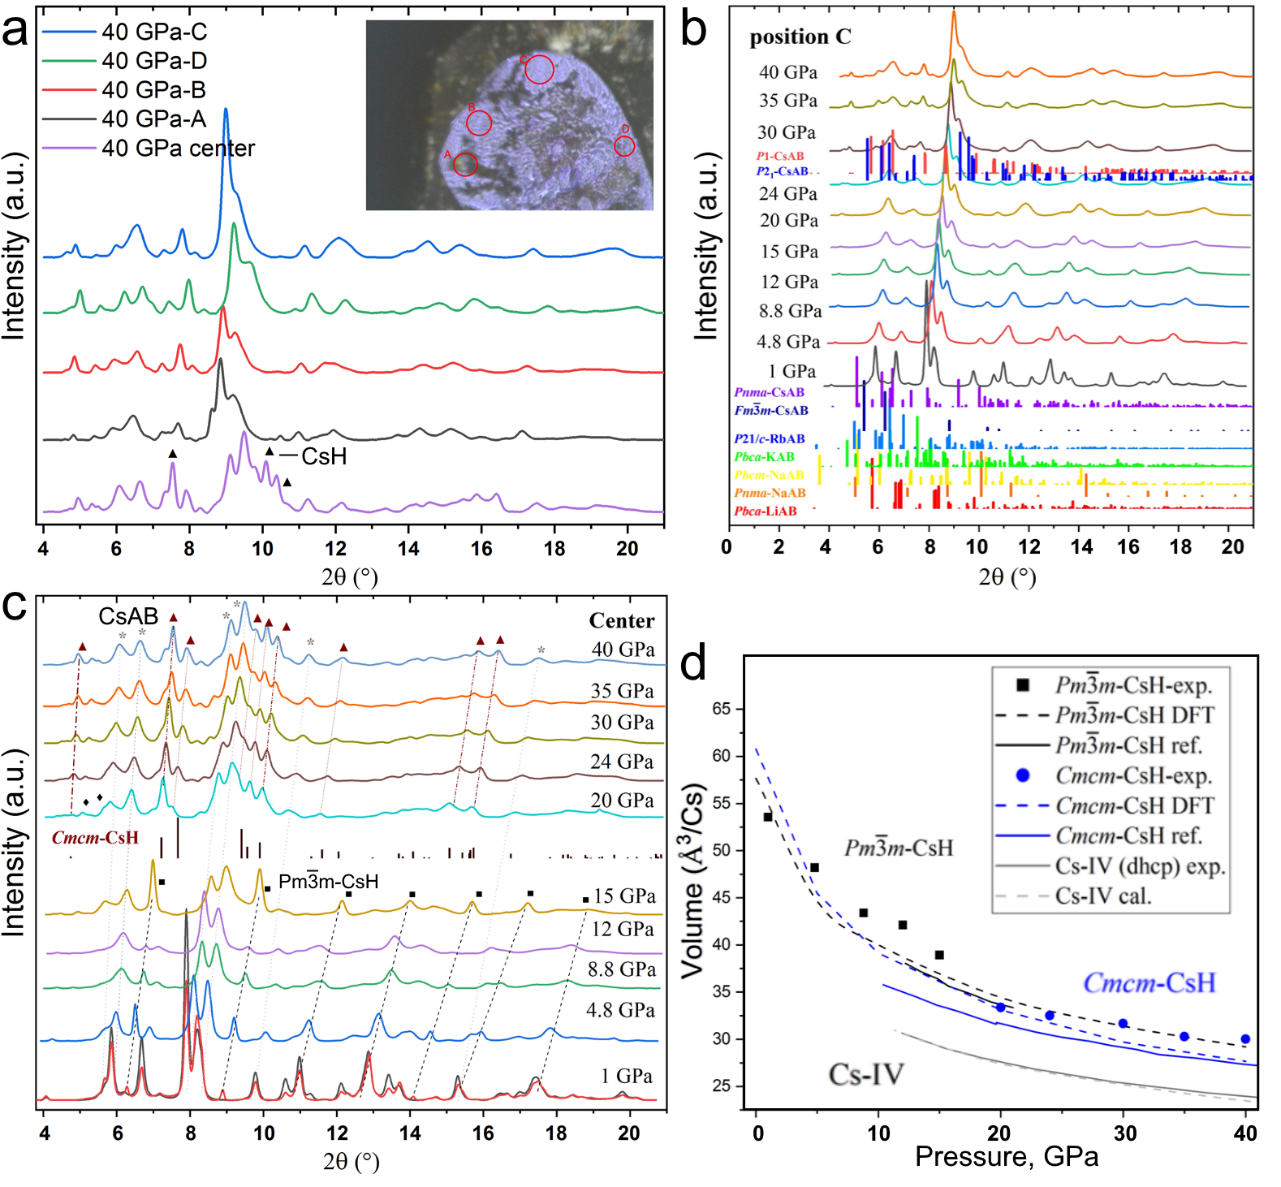 a
40 GPa-C
40 GPa-D
40 GPa-B
40 GPa-A
40 GPa center
C
B
A
D
CsH
Intensity (a.u.)
4 6 8 10 12 14 16 18 20
2θ (°)
b
position C
40 GPa
35 GPa
30 GPa
P1-CsAB
P2₁-CsAB
24 GPa
20 GPa
15 GPa
12 GPa
8.8 GPa
4.8 GPa
1 GPa
Pnma-CsAB
Fm3̅m-CsAB
P21/c-RbAB
Pbca-KAB
Pbcm-NaAB
Pnma-NaAB
Pbca-LiAB
Intensity (a.u.)
0 2 4 6 8 10 12 14 16 18 20
2θ (°)
c
CsAB
Center
40 GPa
35 GPa
30 GPa
24 GPa
20 GPa
Cmcm-CsH
Pm3̅m-CsH
15 GPa
12 GPa
8.8 GPa
4.8 GPa
1 GPa
Intensity (a.u.)
4 6 8 10 12 14 16 18 20
2θ (°)
d
Pm3̅m-CsH-exp.
Pm3̅m-CsH DFT
Pm3̅m-CsH ref.
Cmcm-CsH-exp.
Cmcm-CsH DFT
Cmcm-CsH ref.
Cs-IV (dhcp) exp.
Cs-IV cal.
Pm3̅m-CsH
Cmcm-CsH
Cs-IV
Volume (Å³/Cs)
65
60
55
50
45
40
35
30
25
0 10 20 30 40
Pressure, GPa